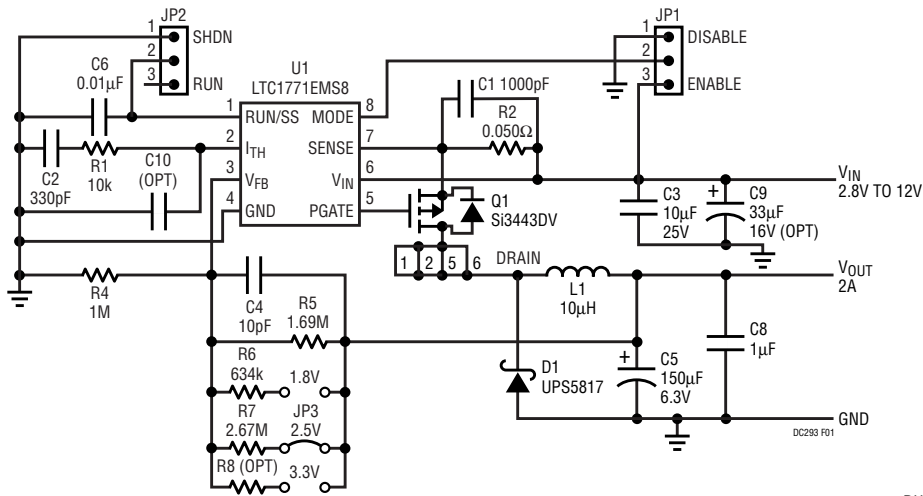 JP2
1
2
3
SHDN
RUN
JP1
1
2
3
DISABLE
ENABLE
C6
0.01µF
U1
LTC1771EMS8
1
2
3
4
RUN/SS
ITH
VFB
GND
MODE
SENSE
VIN
PGATE
8
7
6
5
C1 1000pF
R2
0.050Ω
C2
330pF
R1
10k
C10
(OPT)
Q1
Si3443DV
VIN
2.8V TO 12V
C3
10µF
25V
+
C9
33µF
16V (OPT)
1
2
5
6
DRAIN
L1
10µH
VOUT
2A
R4
1M
C4
10pF
R5
1.69M
R6
634k
1.8V
R7
2.67M
JP3
2.5V
R8 (OPT)
3.3V
D1
UPS5817
+
C5
150µF
6.3V
C8
1µF
GND
DC293 F01